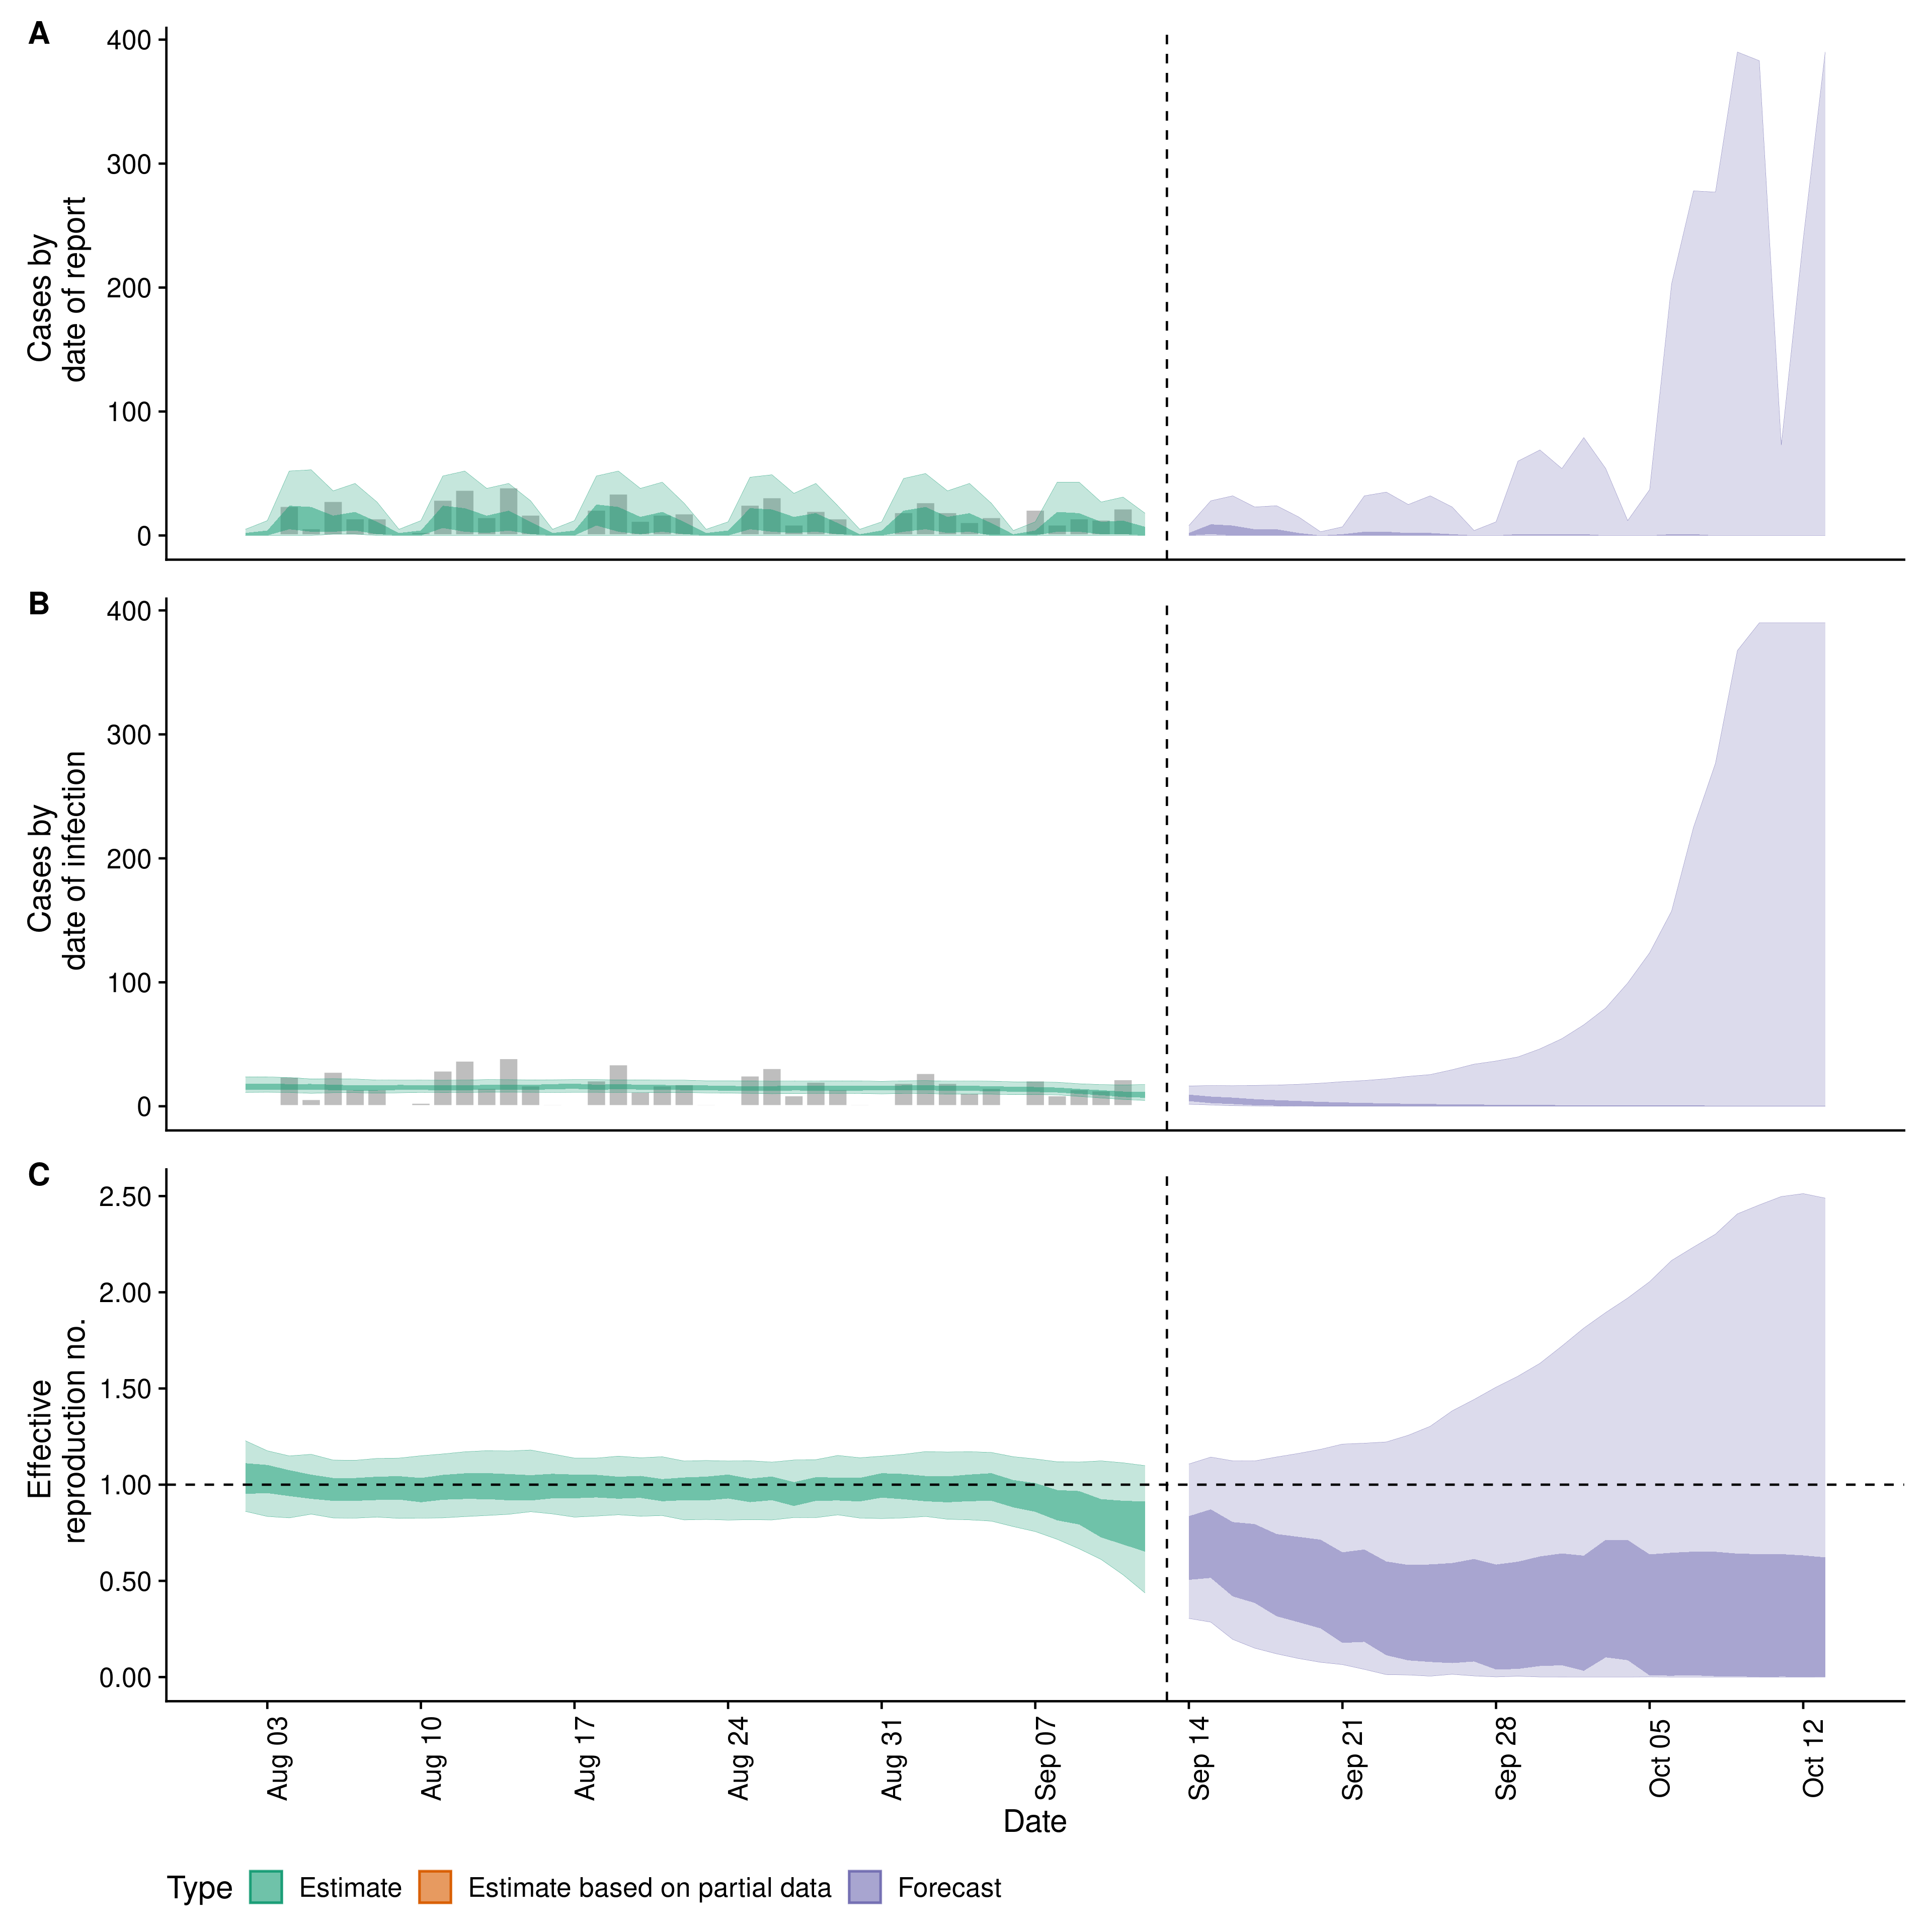 A
400
300
200
100
0
Cases by
date of report
B
400
300
200
100
0
Cases by
date of infection
C
2.50
2.00
1.50
1.00
0.50
0.00
Effective
reproduction no.
Aug 03
Aug 10
Aug 17
Aug 24
Aug 31
Sep 07
Sep 14
Sep 21
Sep 28
Oct 05
Oct 12
Date
Type Estimate Estimate based on partial data Forecast